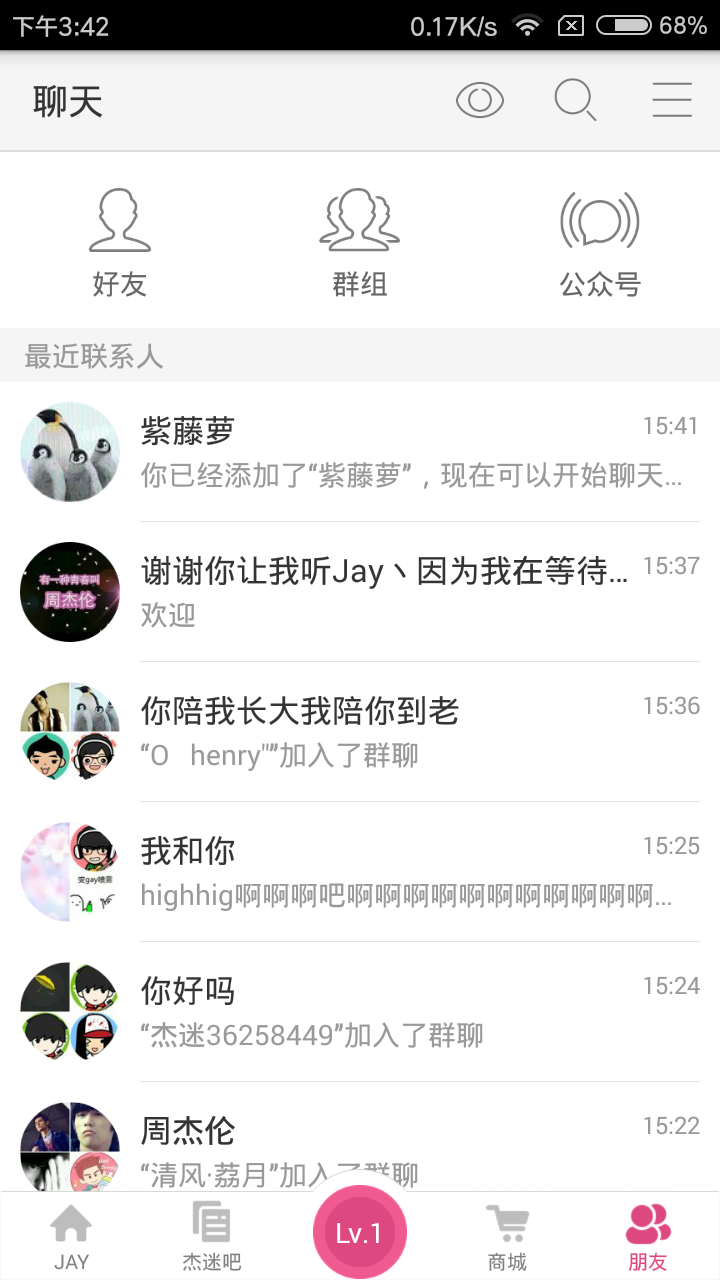 下午3:42 0.17K/s 68%
聊天
好友 群组 公众号
最近联系人
紫藤萝 15:41
你已经添加了“紫藤萝”，现在可以开始聊天...
有一种青春叫
周杰伦
谢谢你让我听Jay丶因为我在等待... 15:37
欢迎
你陪我长大我陪你到老 15:36
“O henry"”加入了群聊
变gay喷雾
我和你 15:25
highhig啊啊啊吧啊啊啊啊啊啊啊啊啊啊啊...
你好吗 15:24
“杰迷36258449”加入了群聊
周杰伦 15:22
“清风·荔月”加入了群聊
JAY 杰迷吧 Lv.1 商城 朋友